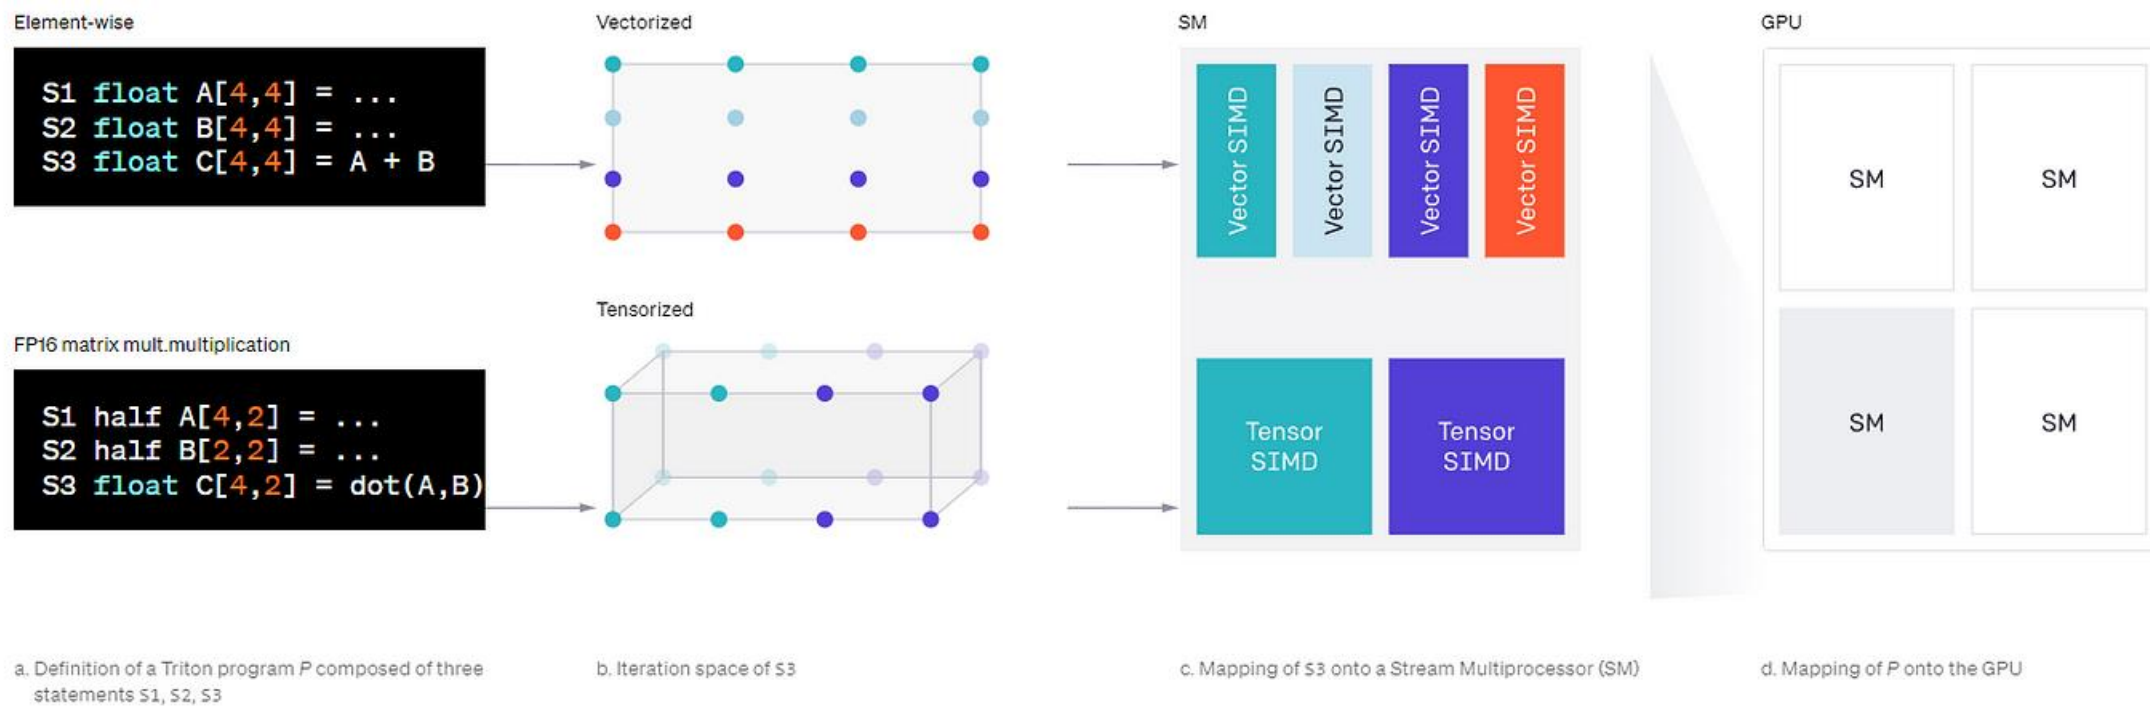 Element-wise
S1 float A[4,4] = ...
S2 float B[4,4] = ...
S3 float C[4,4] = A + B
FP16 matrix mult.multiplication
S1 half A[4,2] = ...
S2 half B[2,2] = ...
S3 float C[4,2] = dot(A,B)
a. Definition of a Triton program P composed of three
statements S1, S2, S3
Vectorized
Tensorized
b. Iteration space of S3
SM
Vector SIMD
Vector SIMD
Vector SIMD
Vector SIMD
Tensor
SIMD
Tensor
SIMD
c. Mapping of S3 onto a Stream Multiprocessor (SM)
GPU
SM
SM
SM
SM
d. Mapping of P onto the GPU